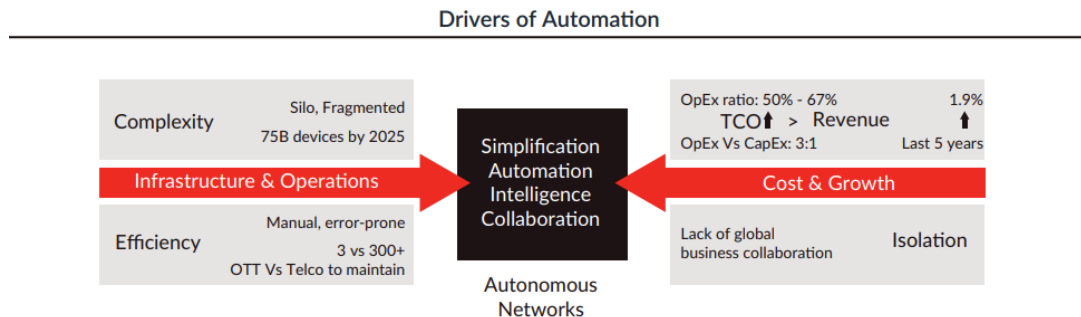 Drivers of Automation
Complexity
Silo, Fragmented
75B devices by 2025
Infrastructure & Operations
Efficiency
Manual, error-prone
3 vs 300+
OTT Vs Telco to maintain
Simplification
Automation
Intelligence
Collaboration
Autonomous
Networks
OpEx ratio: 50% - 67%
1.9%
TCO⬆ > Revenue ⬆
OpEx Vs CapEx: 3:1
Last 5 years
Cost & Growth
Lack of global
business collaboration
Isolation